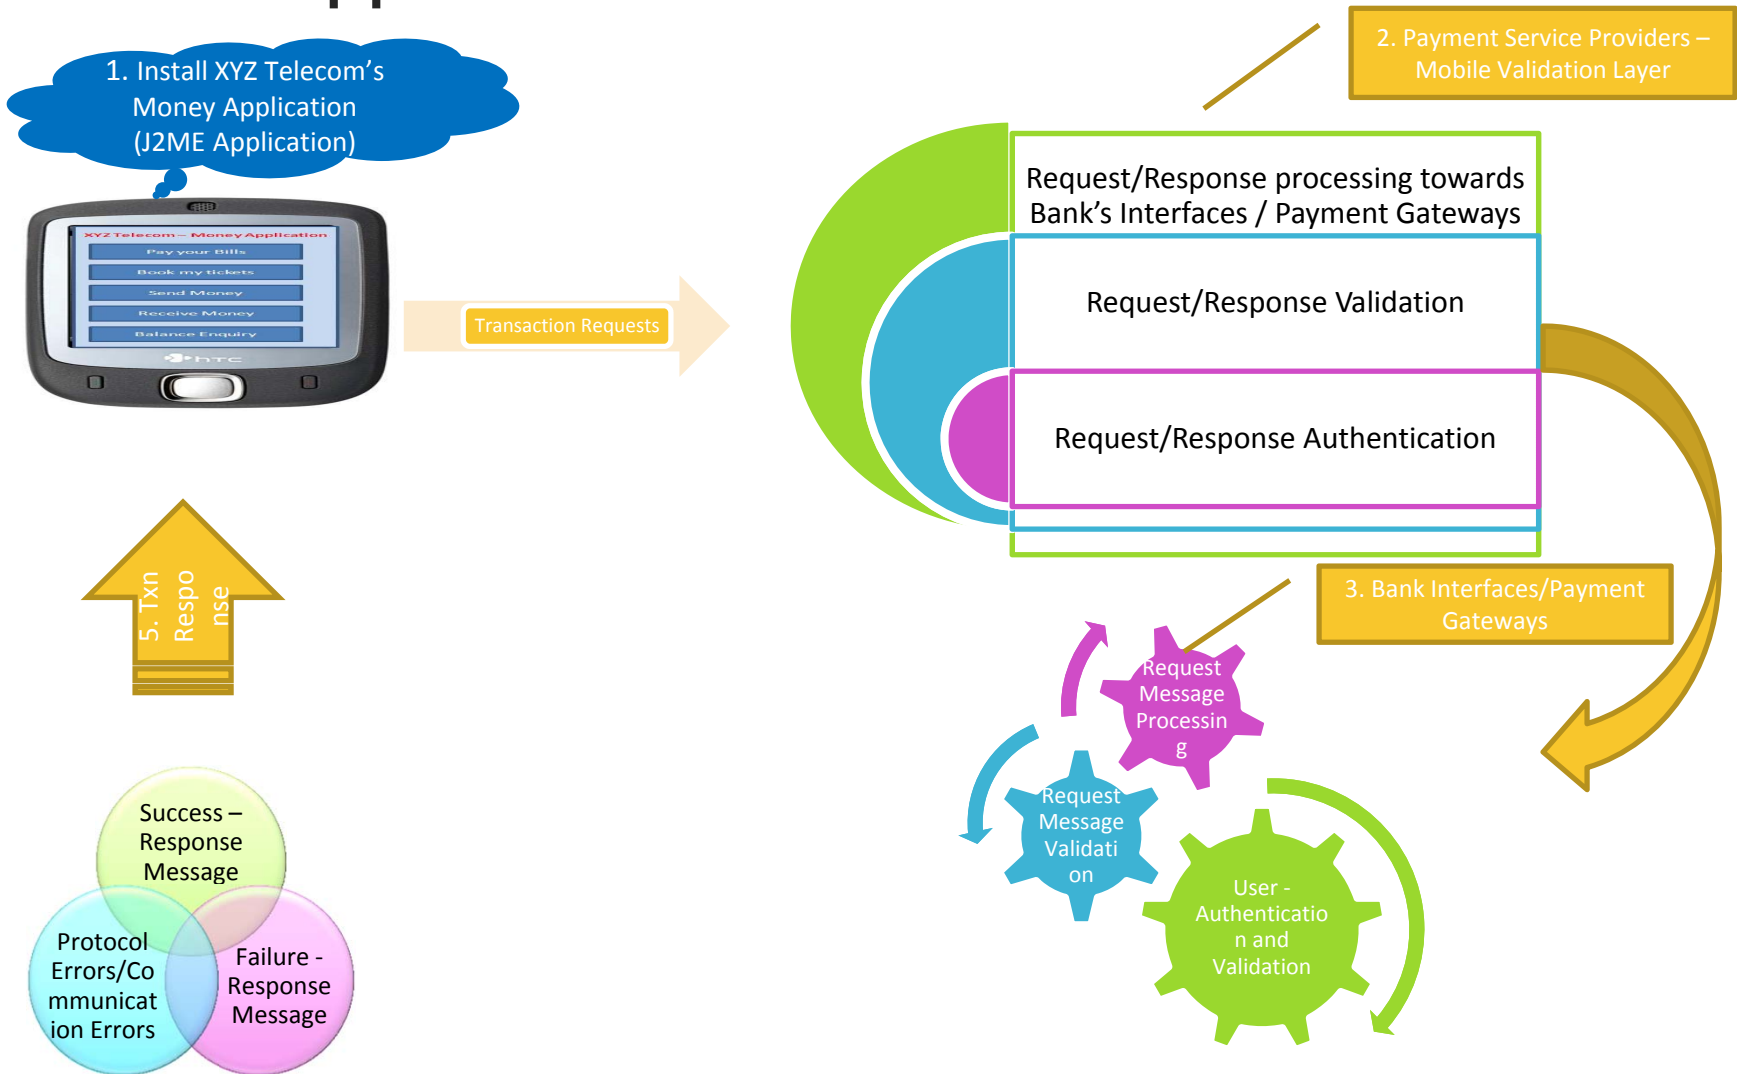 1. Install XYZ Telecom's
Money Application
(J2ME Application)
XYZ Telecom – Money Application
Pay your Bills
Book my tickets
Send Money
Receive Money
Balance Enquiry
hTC
Transaction Requests
2. Payment Service Providers –
Mobile Validation Layer
Request/Response processing towards
Bank's Interfaces / Payment Gateways
Request/Response Validation
Request/Response Authentication
3. Bank Interfaces/Payment
Gateways
Request
Message
Processin
g
Request
Message
Validati
on
User -
Authenticatio
n and
Validation
5. Txn
Respo
nse
Success –
Response
Message
Protocol
Errors/Co
mmunicat
ion Errors
Failure -
Response
Message